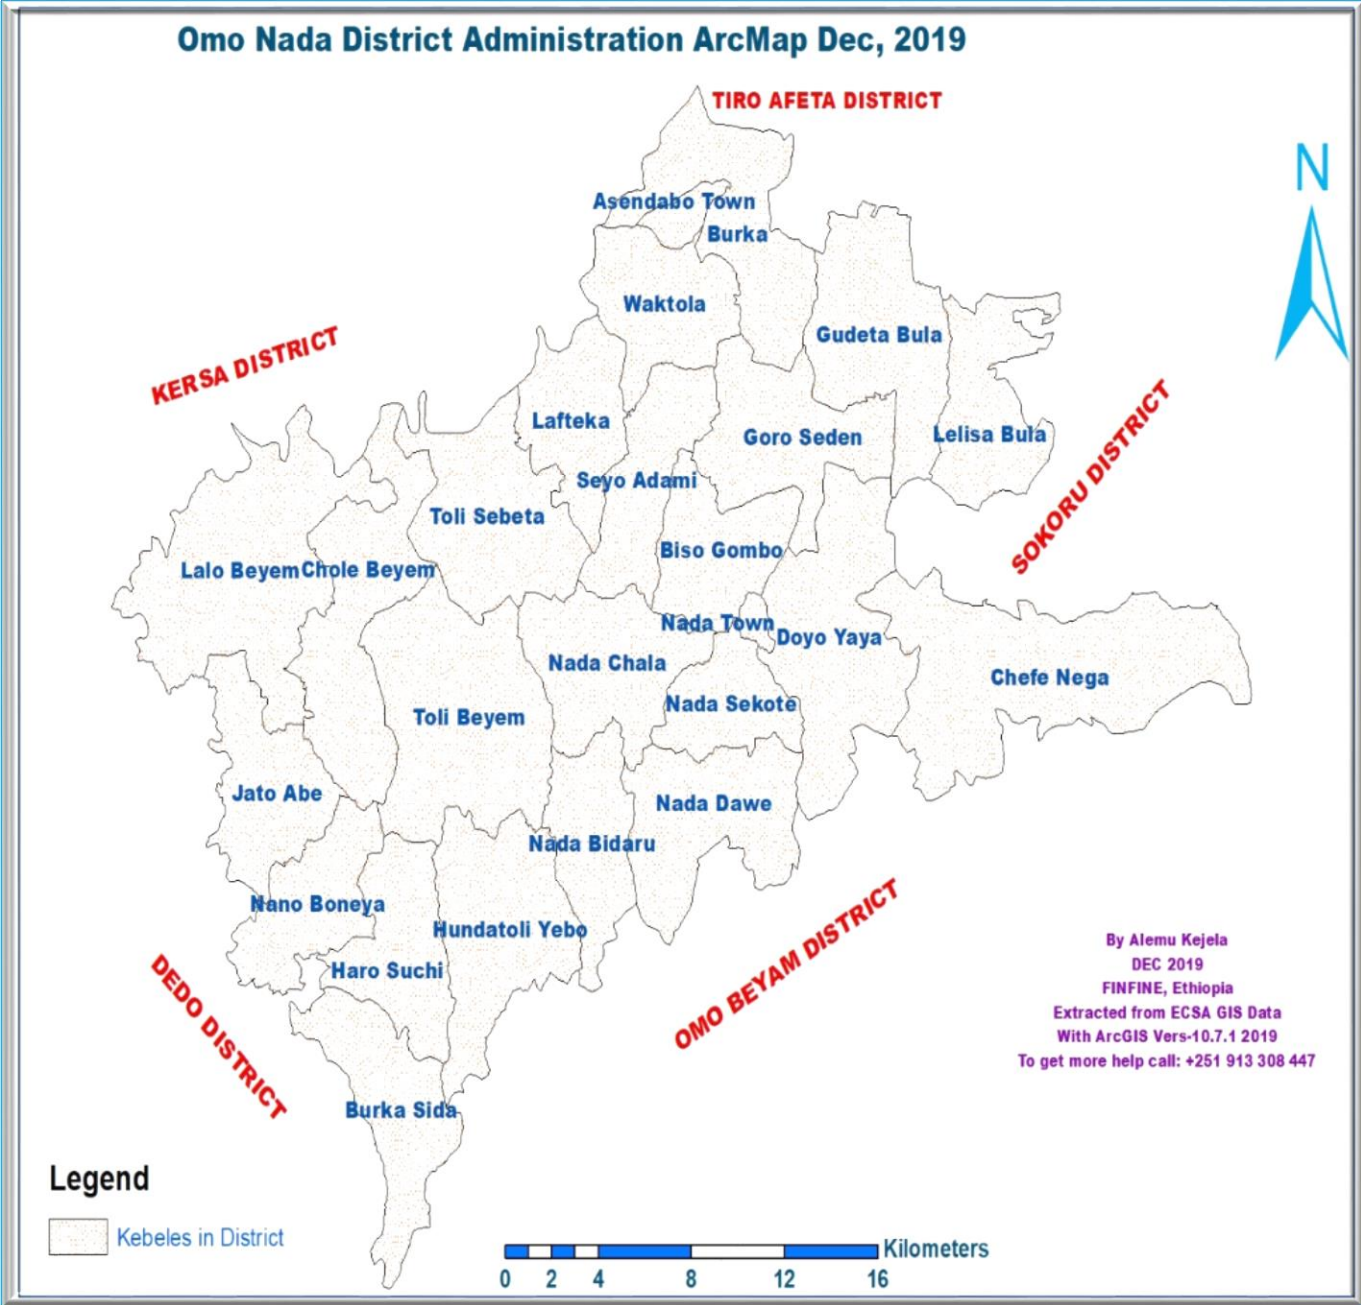 Omo Nada District Administration ArcMap Dec, 2019
TIRO AFETA DISTRICT
N
Asendabo Town
Burka
Waktola
Gudeta Bula
KERSA DISTRICT
Lafteka
Goro Seden
Lelisa Bula
SOKORU DISTRICT
Seyo Adami
Toli Sebeta
Biso Gombo
Lalo Beyem
Chole Beyem
Nada Town
Doyo Yaya
Nada Chala
Chefe Nega
Nada Sekote
Toli Beyem
Jato Abe
Nada Dawe
Nada Bidaru
Nano Boneya
Hundatoli Yebo
Haro Suchi
OMO BEYAM DISTRICT
DEDO DISTRICT
Burka Sida
By Alemu Kejela
DEC 2019
FINFINE, Ethiopia
Extracted from ECSA GIS Data
With ArcGIS Vers-10.7.1 2019
To get more help call: +251 913 308 447
Legend
Kebeles in District
Kilometers
0 2 4 8 12 16